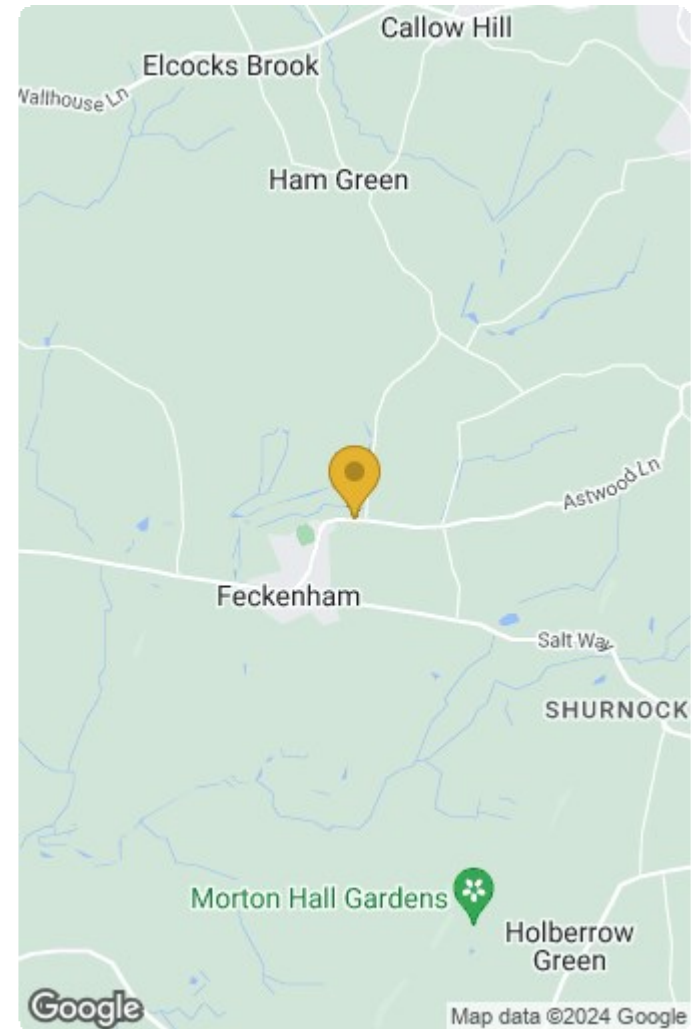 Callow Hill
Elcocks Brook
Wallhouse Ln
Ham Green
Astwood Ln
Feckenham
Salt Way
SHURNOCK
Morton Hall Gardens
Holberrow
Green
Google
Map data ©2024 Google